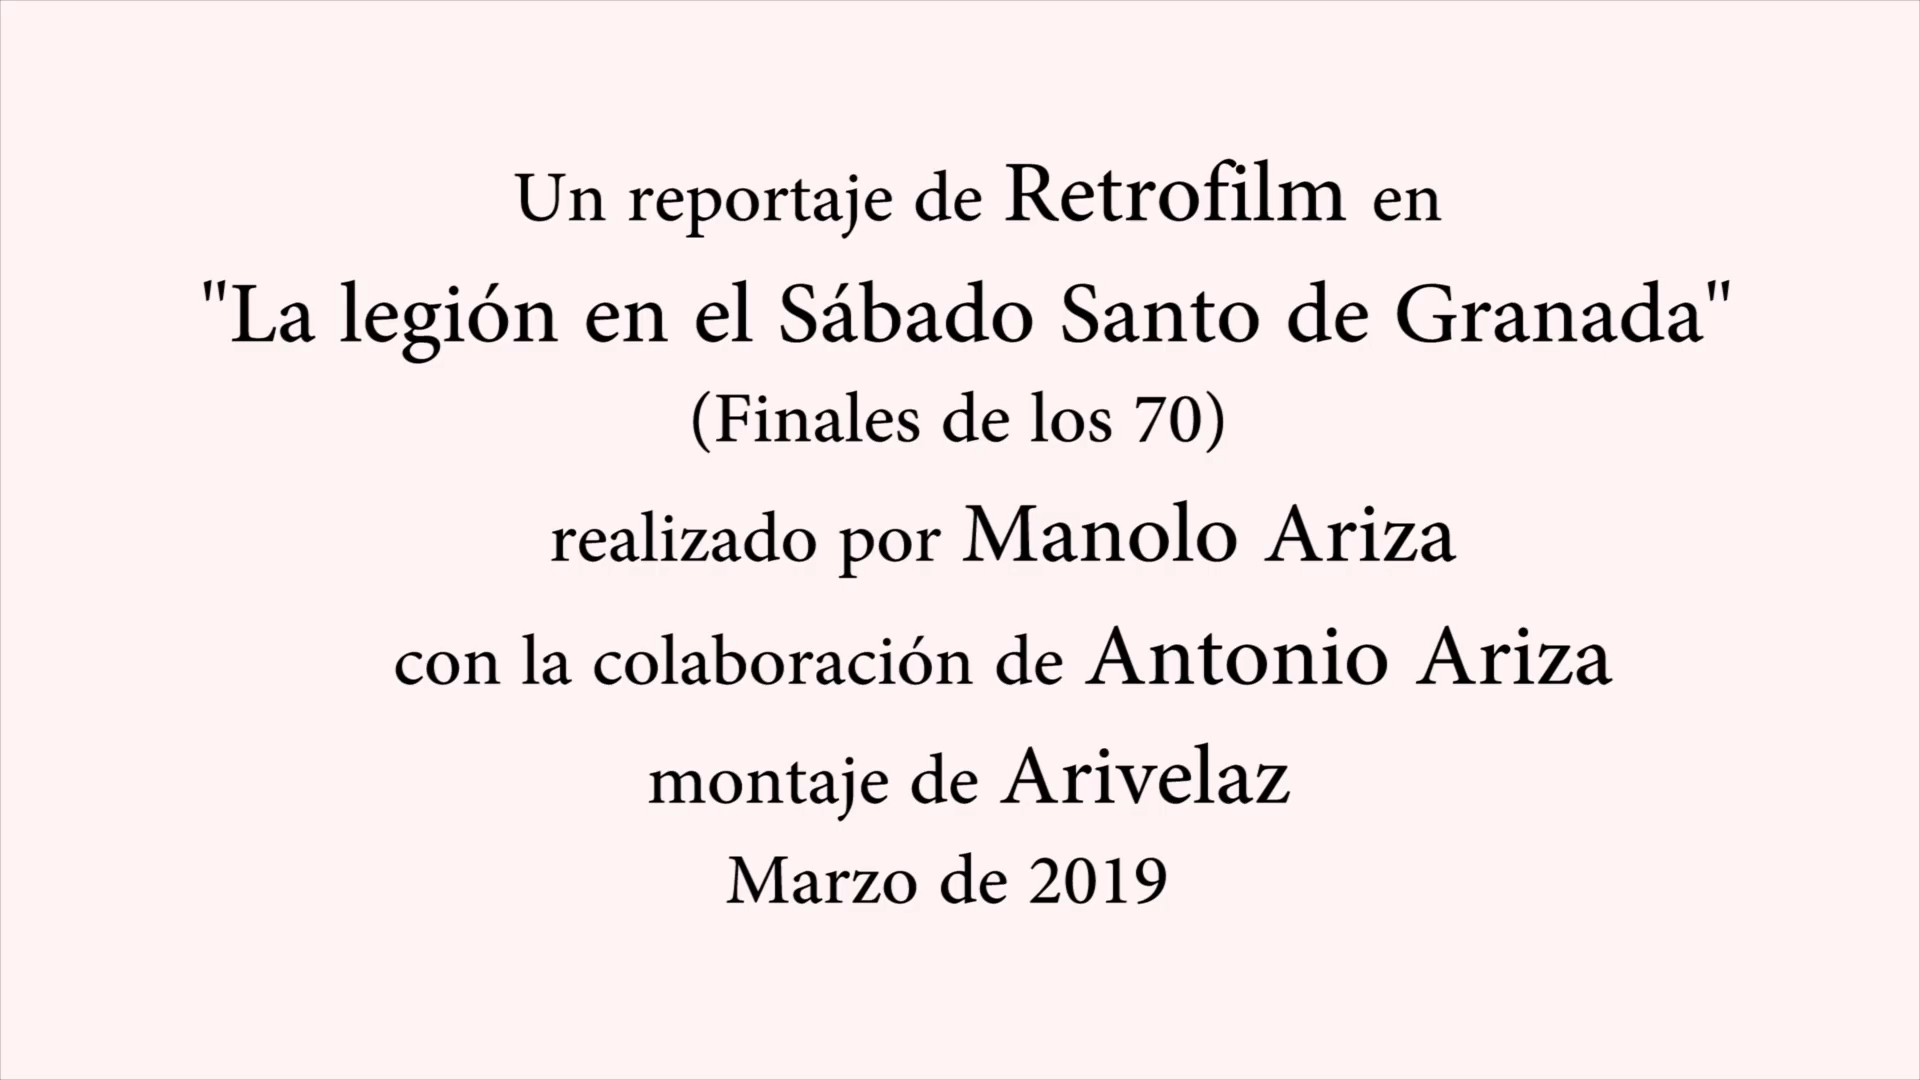 Un reportaje de Retrofilm en
"La legión en el Sábado Santo de Granada"
(Finales de los 70)
realizado por Manolo Ariza
con la colaboración de Antonio Ariza
montaje de Arivelaz
Marzo de 2019